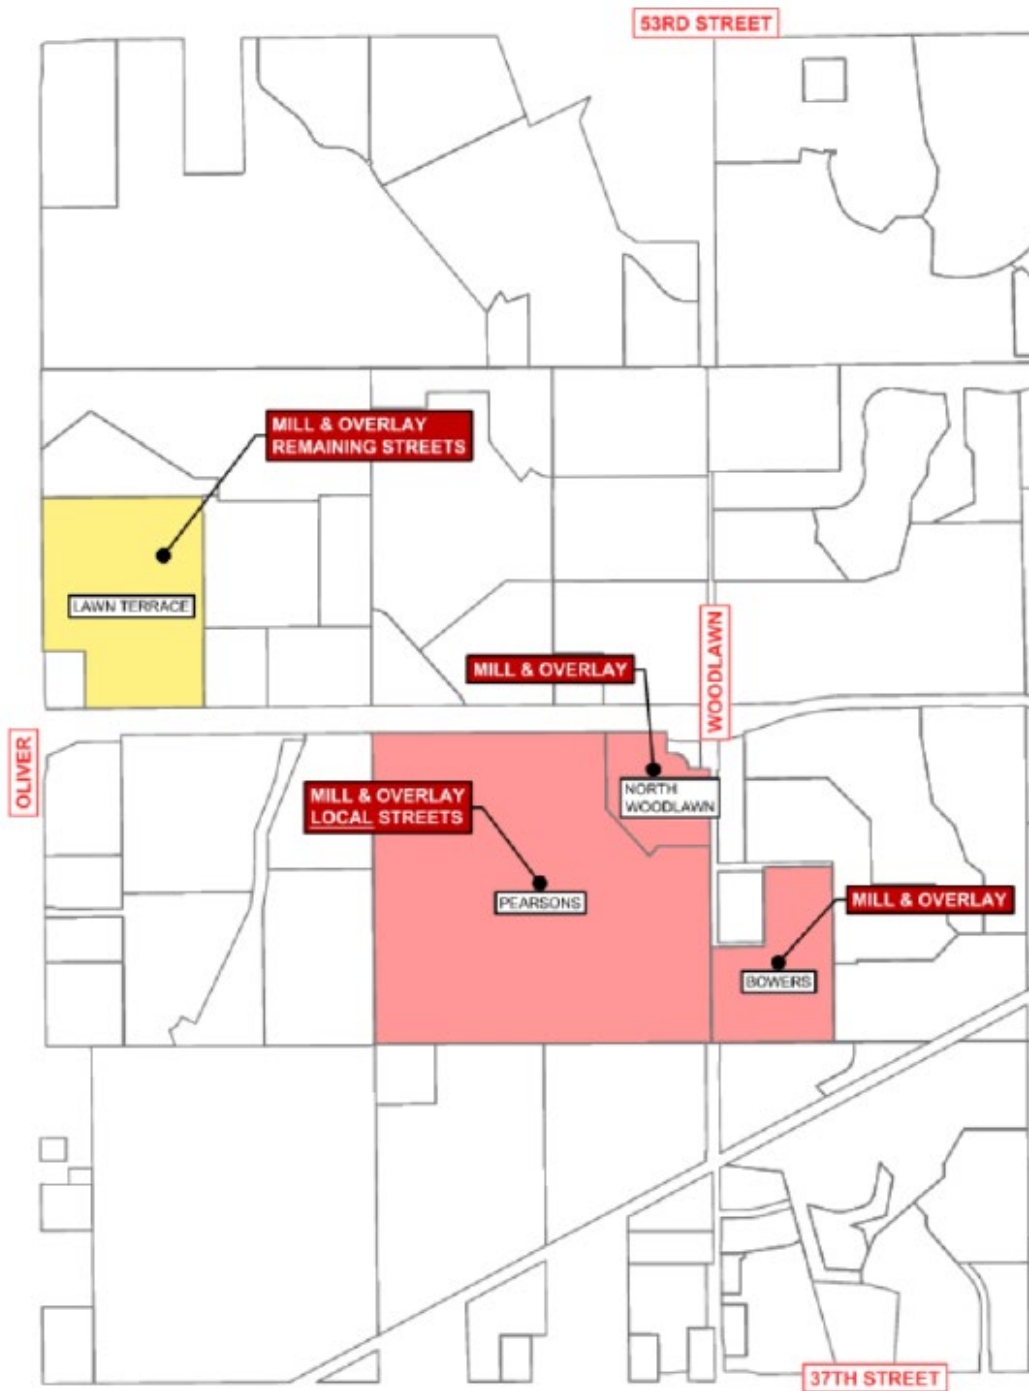 53RD STREET
MILL & OVERLAY
REMAINING STREETS
LAWN TERRACE
WOODLAWN
MILL & OVERLAY
OLIVER
MILL & OVERLAY
LOCAL STREETS
NORTH
WOODLAWN
PEARSONS
MILL & OVERLAY
BOWERS
37TH STREET